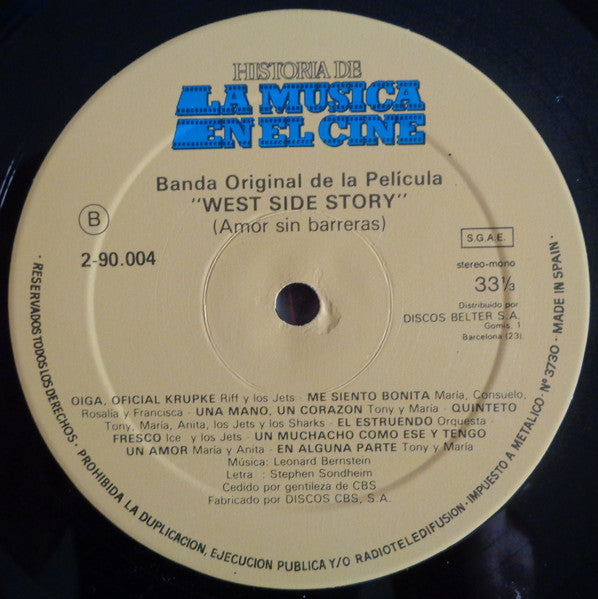 HISTORIA DE
LA MUSICA
EN EL CINE
Banda Original de la Película
"WEST SIDE STORY"
(Amor sin barreras)
B
2-90.004
S.G.A.E.
stereo-mono
33 1/3
Distribuido por
DISCOS BELTER S.A.
Gomis, 1
Barcelona (23)
OIGA, OFICIAL KRUPKE Riff y los Jets · ME SIENTO BONITA María, Consuelo,
Rosalía y Francisca · UNA MANO, UN CORAZON Tony y María · QUINTETO
Tony, María, Anita, los Jets y los Sharks · EL ESTRUENDO Orquesta ·
FRESCO Ice y los Jets · UN MUCHACHO COMO ESE Y TENGO
UN AMOR María y Anita · EN ALGUNA PARTE Tony y María
Música: Leonard Bernstein
Letra : Stephen Sondheim
Cedido por gentileza de CBS
Fabricado por DISCOS CBS, S.A.
· RESERVADOS TODOS LOS DERECHOS · PROHIBIDA LA DUPLICACION, EJECUCION PUBLICA Y/O RADIOTELEDIFUSION · IMPUESTO A METALICO · Nº 3730 · MADE IN SPAIN ·